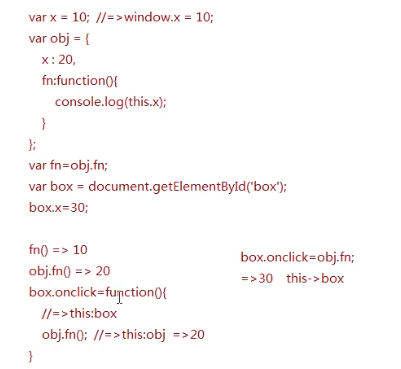 var x = 10;  //=>window.x = 10;
var obj = {
x : 20,
fn:function(){
console.log(this.x);
}
};
var fn=obj.fn;
var box = document.getElementById('box');
box.x=30;
fn() => 10
obj.fn() => 20
box.onclick=function(){
//=>this:box
obj.fn();  //=>this:obj  =>20
}
box.onclick=obj.fn;
=>30    this->box